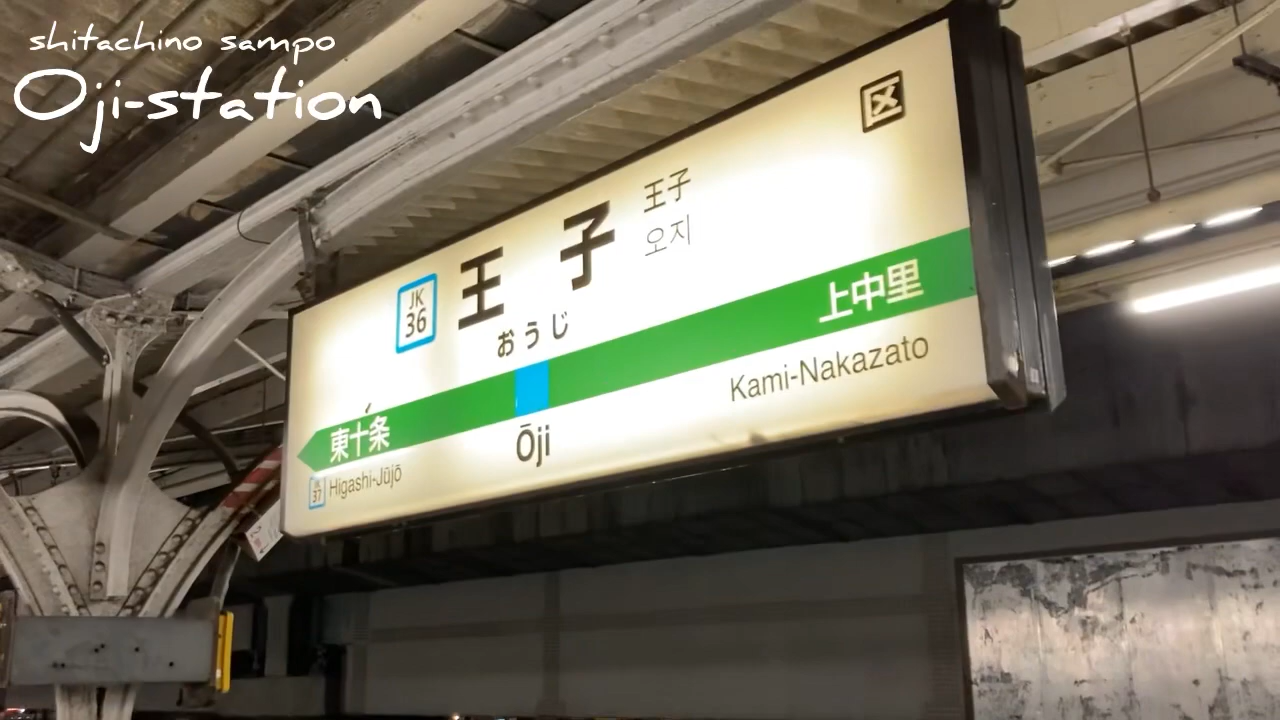 shitachino sampo
Oji-station
区
JK
36
王子
王子
오지
おうじ
東十条
上中里
Kami-Nakazato
Ōji
JK
37
Higashi-Jūjō